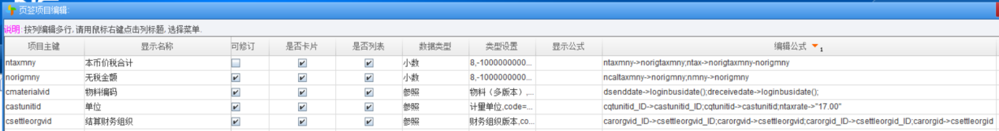 页签项目编辑:
说明: 按列编辑多行, 请用鼠标右键点击列标题. 选择菜单.
项目主键 显示名称 可修订 是否卡片 是否列表 数据类型 类型设置 显示公式 编辑公式 1
ntaxmny 本币价税合计 小数 8,-1000000000... ntaxmny->norigtaxmny;ntax->norigtaxmny-norigmny
norigmny 无税金额 小数 8,-1000000000... ncaltaxmny->norigmny;nmny->norigmny
cmaterialvid 物料编码 参照 物料（多版本）,... dsenddate->loginbusidate();dreceivedate->loginbusidate();
castunitid 单位 参照 计量单位,code=... cqtunitid_ID->castunitid_ID;cqtunitid->castunitid;ntaxrate->"17.00"
csettleorgvid 结算财务组织 参照 财务组织版本,co... carorgvid_ID->csettleorgvid_ID;carorgvid->csettleorgvid;carorgid_ID->csettleorgid_ID;carorgid->csettleorgid